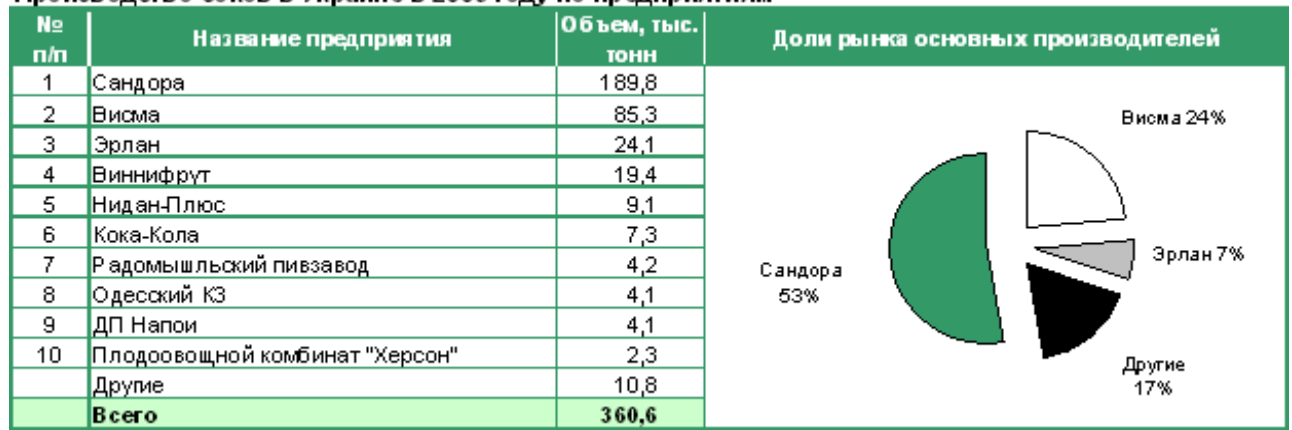 № п/п Название предприятия Объем, тыс. тонн Доли рынка основных производителей
1 Сандора 189,8
2 Висма 85,3
3 Эрлан 24,1
4 Виннифрут 19,4
5 Нидан-Плюс 9,1
6 Кока-Кола 7,3
7 Радомышльский пивзавод 4,2
8 Одесский КЗ 4,1
9 ДП Напои 4,1
10 Плодоовощной комбинат "Херсон" 2,3
Другие 10,8
Всего 360,6
Висма 24%
Эрлан 7%
Сандора
53%
Другие
17%